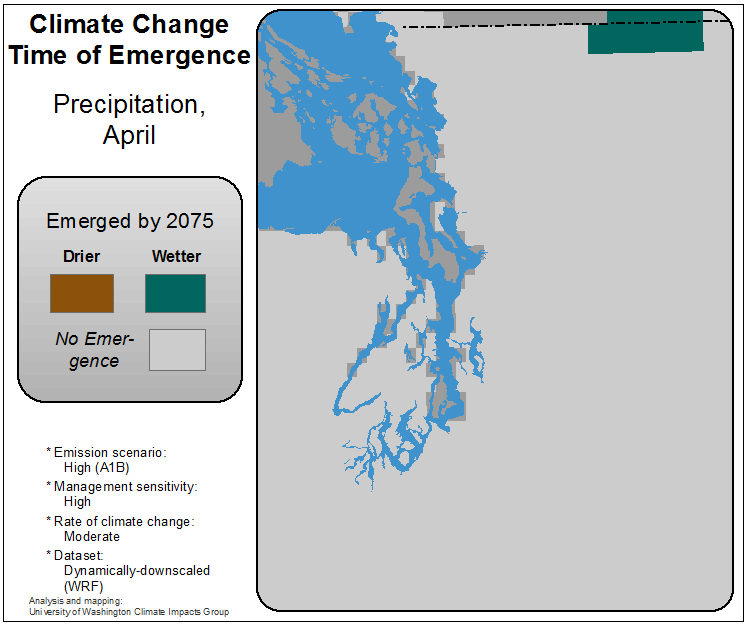 Climate Change
Time of Emergence
Precipitation,
April
Emerged by 2075
Drier Wetter
No Emer-
gence
* Emission scenario:
High (A1B)
* Management sensitivity:
High
* Rate of climate change:
Moderate
* Dataset:
Dynamically-downscaled
(WRF)
Analysis and mapping:
University of Washington Climate Impacts Group